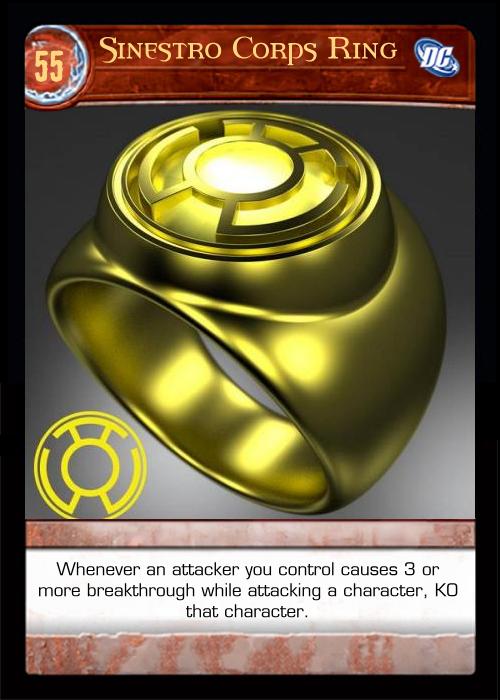 55
Sinestro Corps Ring
DC
Whenever an attacker you control causes 3 or
more breakthrough while attacking a character, KO
that character.